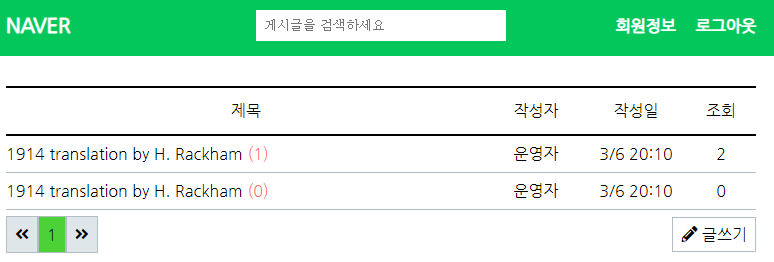 NAVER 게시글을 검색하세요 회원정보 로그아웃
제목 작성자 작성일 조회
1914 translation by H. Rackham (1) 운영자 3/6 20:10 2
1914 translation by H. Rackham (0) 운영자 3/6 20:10 0
« 1 » 글쓰기